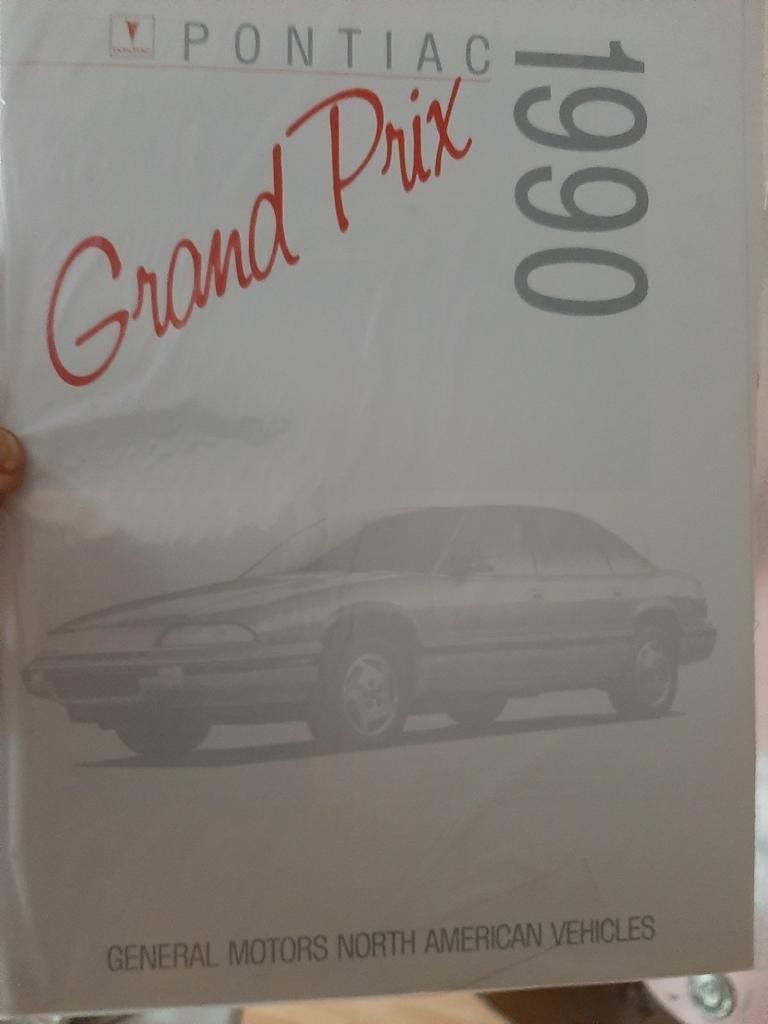 PONTIAC
1990
Grand Prix
GENERAL MOTORS NORTH AMERICAN VEHICLES